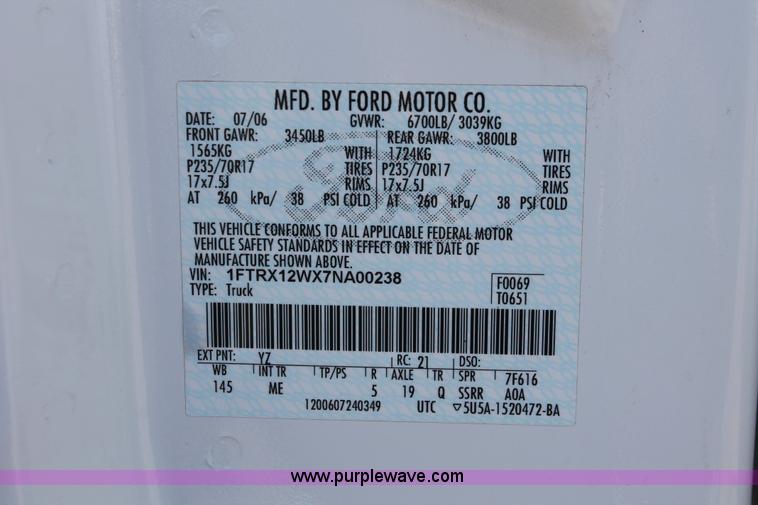 MFD. BY FORD MOTOR CO.
DATE: 07/06 GVWR: 6700LB/ 3039KG
FRONT GAWR: 3450LB REAR GAWR: 3800LB
1565KG WITH 1724KG WITH
P235/70R17 TIRES P235/70R17 TIRES
17x7.5J RIMS 17x7.5J RIMS
AT 260 kPa/ 38 PSI COLD AT 260 kPa/ 38 PSI COLD
Ford
THIS VEHICLE CONFORMS TO ALL APPLICABLE FEDERAL MOTOR
VEHICLE SAFETY STANDARDS IN EFFECT ON THE DATE OF
MANUFACTURE SHOWN ABOVE.
VIN: 1FTRX12WX7NA00238 F0069
TYPE: Truck T0651
EXT PNT: YZ RC: 21 DSO:
WB INT TR TP/PS R AXLE TR SPR 7F616
145 ME 5 19 Q SSRR A0A
1200607240349 UTC ▽5U5A-1520472-BA
www.purplewave.com